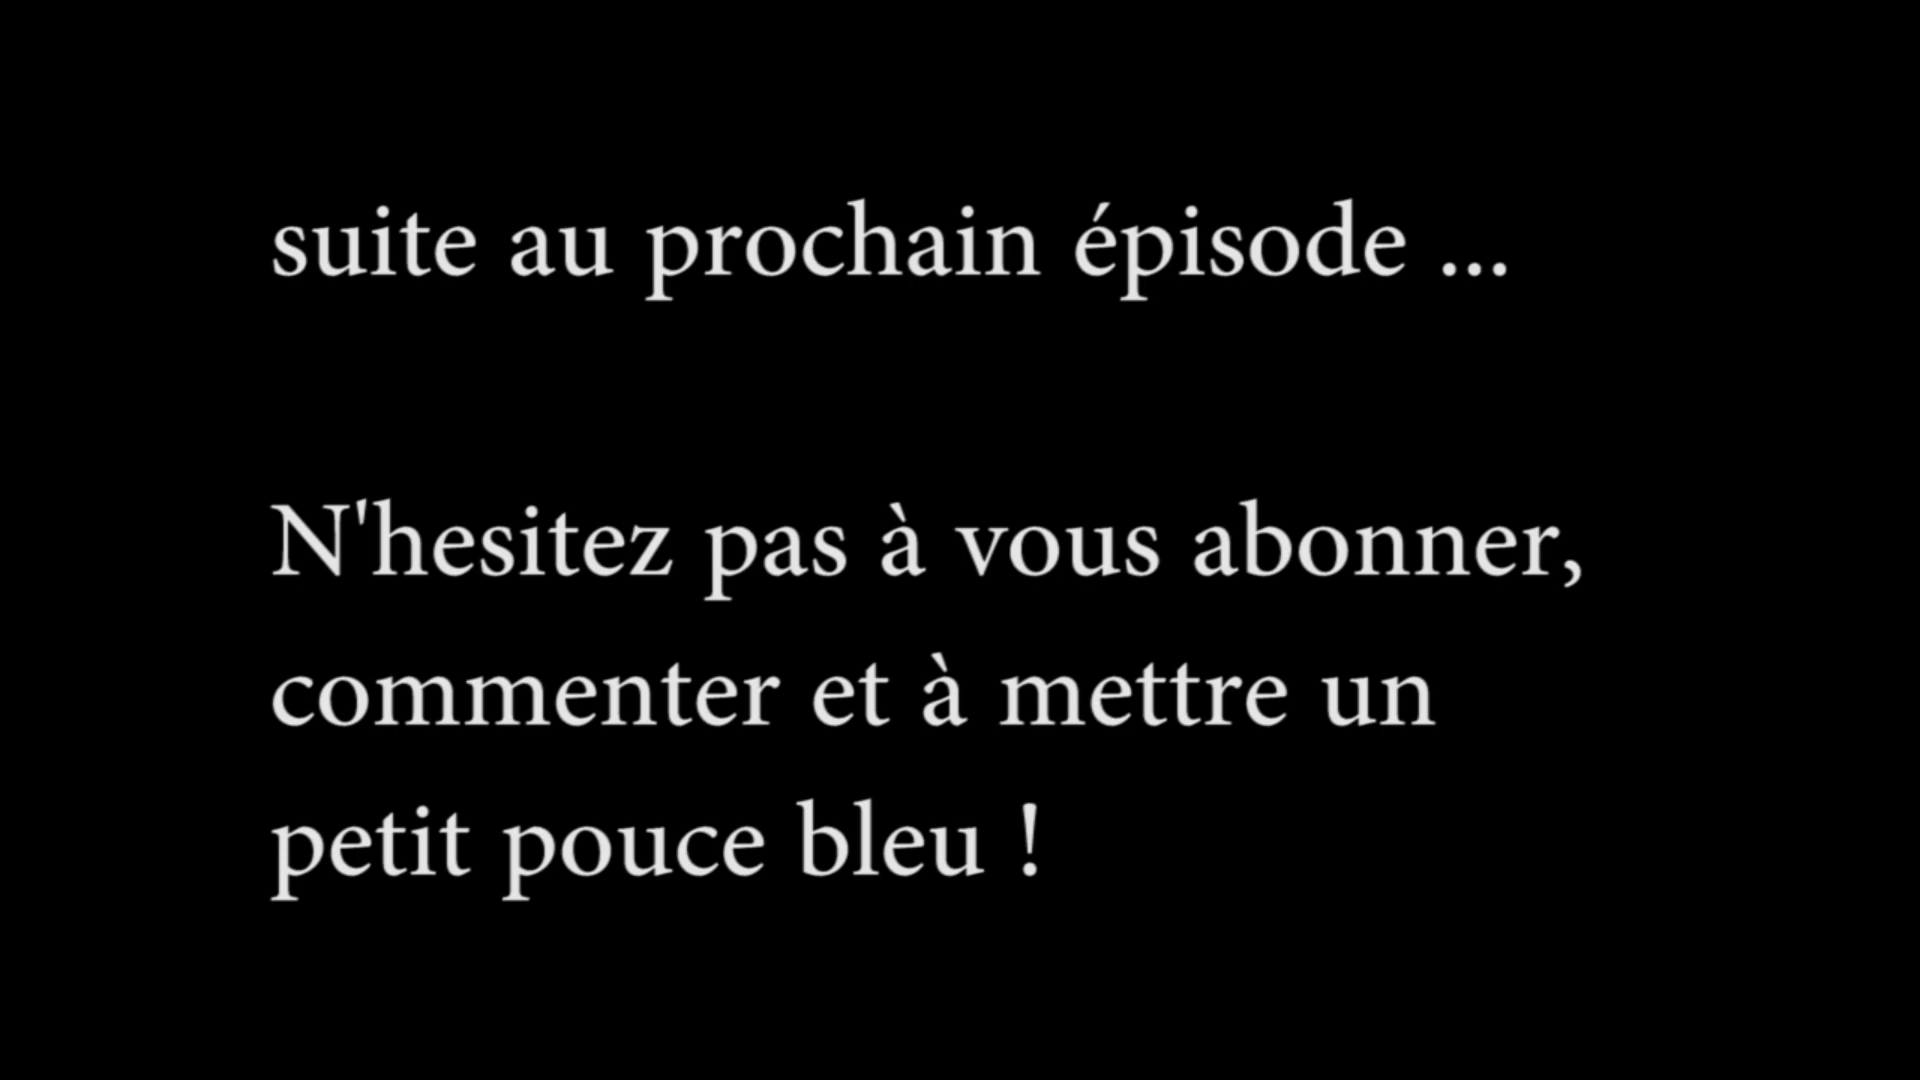 suite au prochain épisode ...
N'hesitez pas à vous abonner,
commenter et à mettre un
petit pouce bleu !